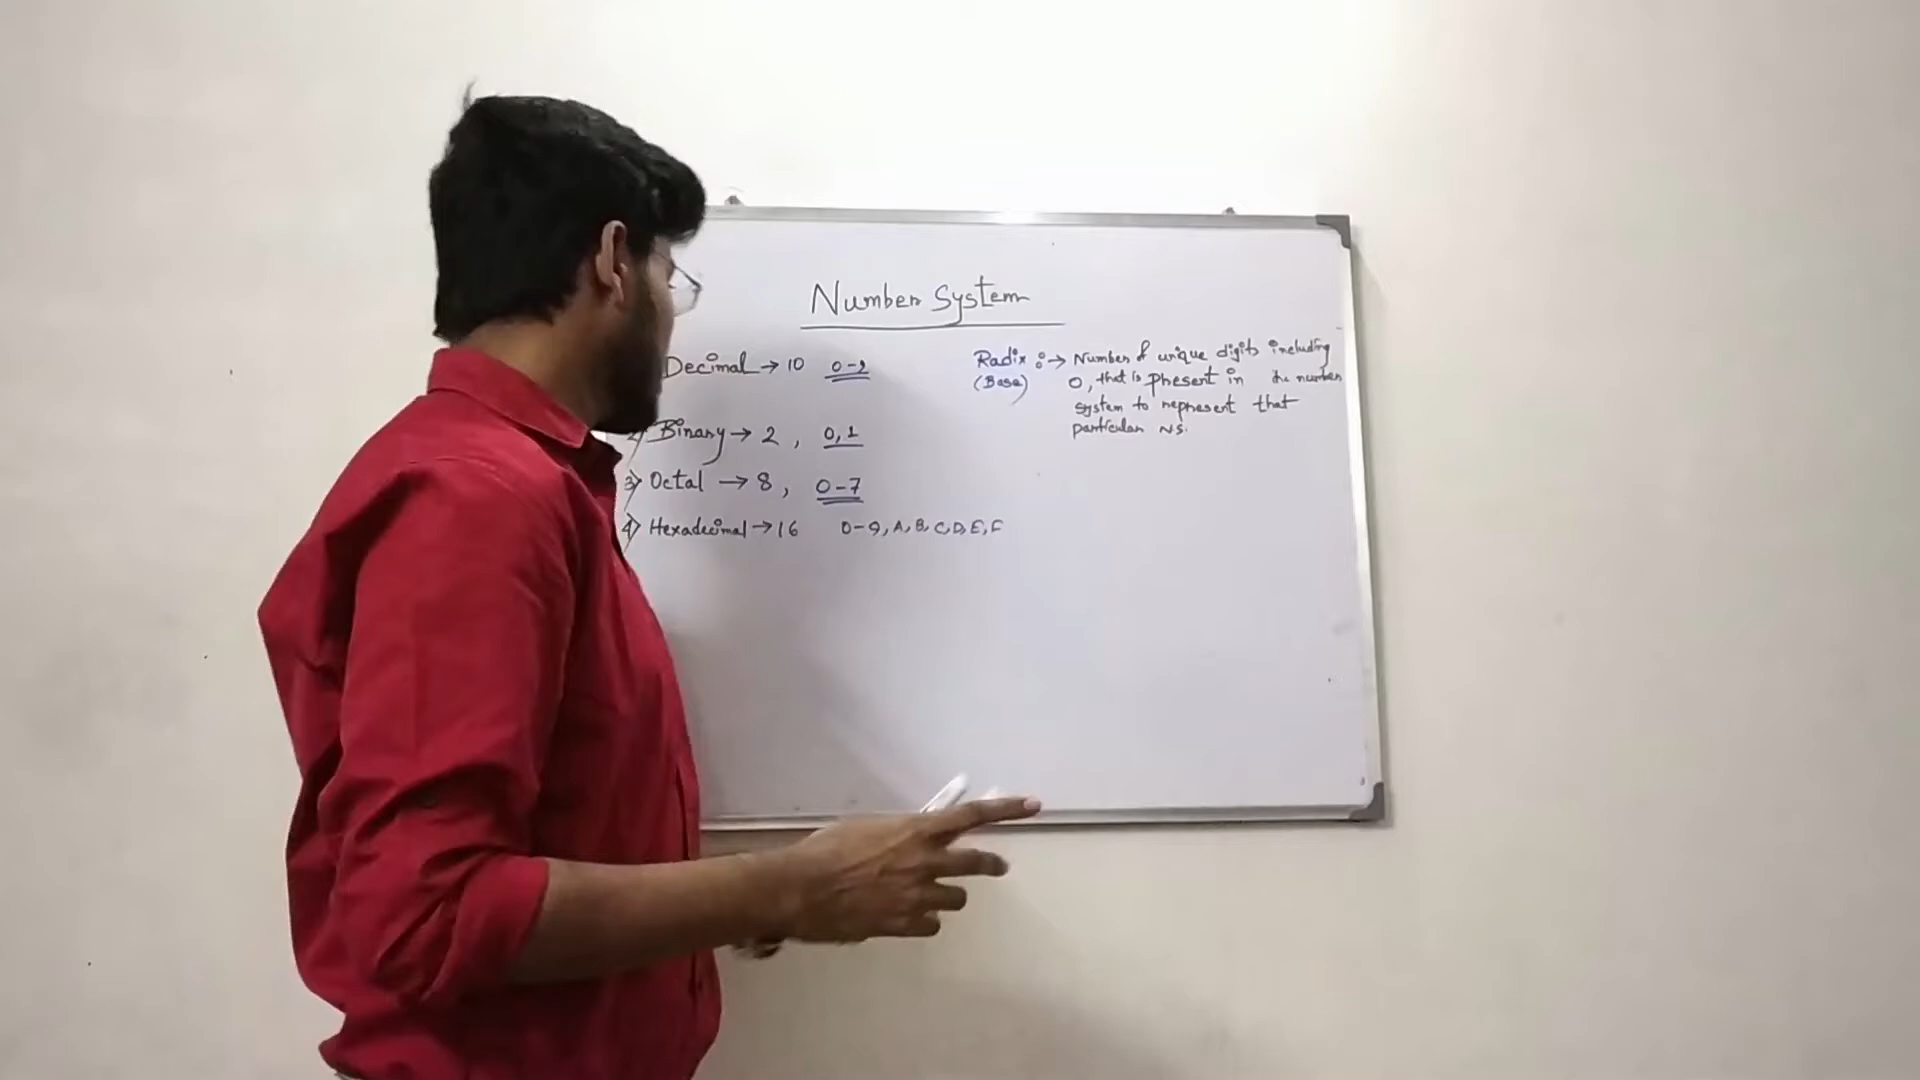 Number System
Decimal → 10 0-9
2) Binary → 2 , 0,1
3) Octal → 8 , 0-7
4) Hexadecimal → 16 0-9, A, B, C, D, E, F
Radix :→ Number of unique digits including
(Base) 0, that is present in the number
system to represent that
particular N.S.